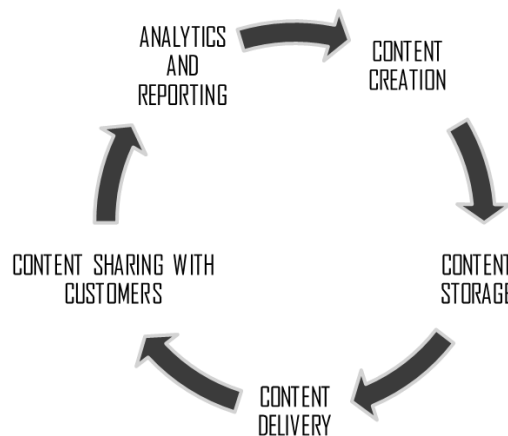 ANALYTICS
AND
REPORTING
CONTENT
CREATION
CONTENT
STORAGE
CONTENT
DELIVERY
CONTENT SHARING WITH
CUSTOMERS